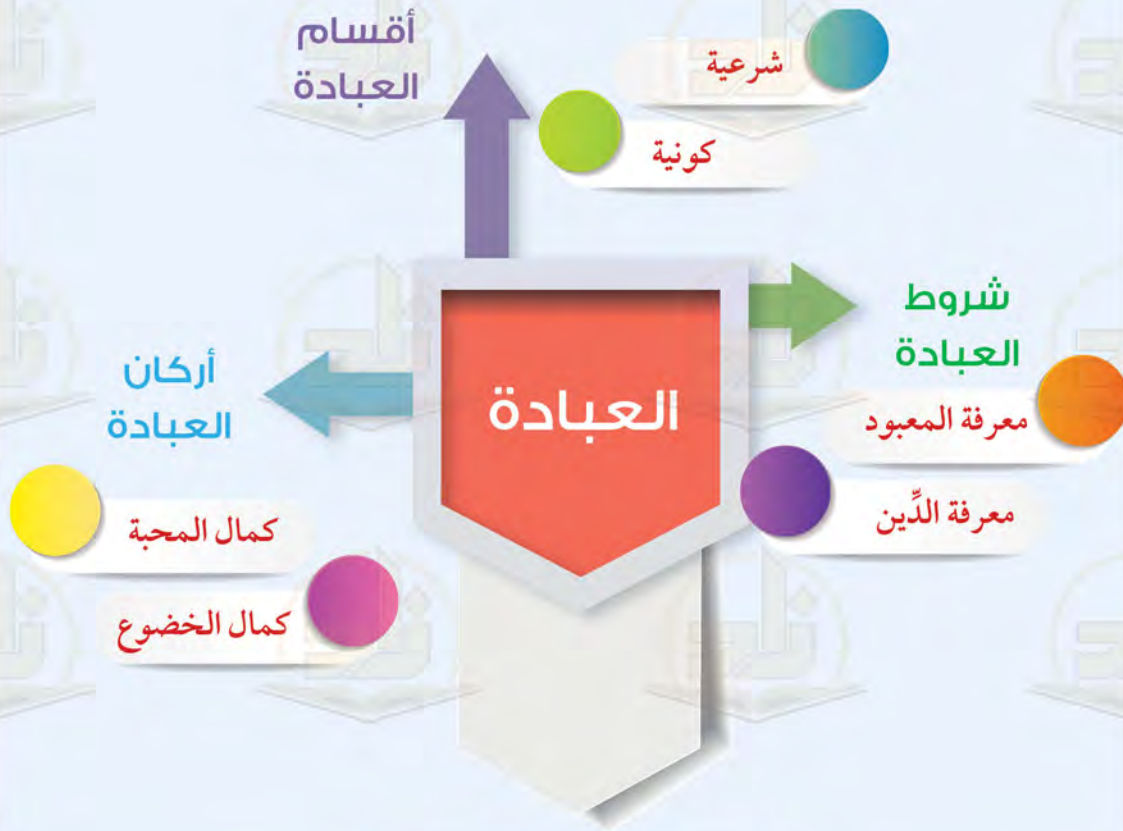 أقسام
العبادة
شرعية
كونية
العبادة
شروط
العبادة
معرفة المعبود
معرفة الدِّين
أركان
العبادة
كمال المحبة
كمال الخضوع